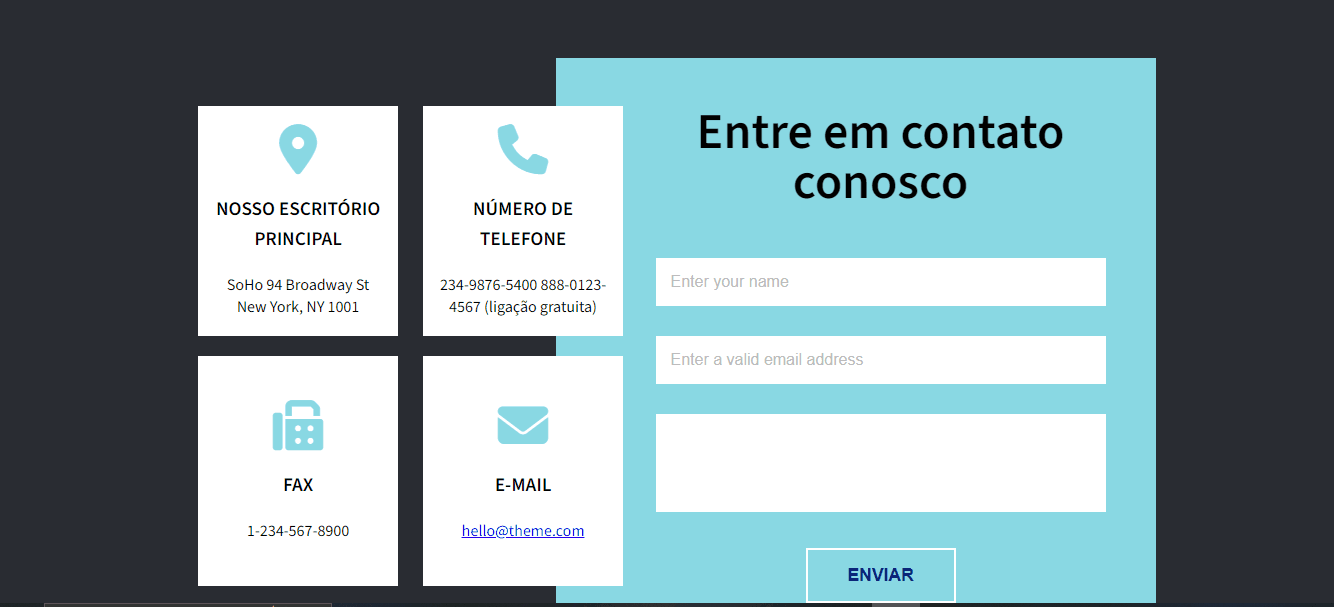 NOSSO ESCRITÓRIO
PRINCIPAL
SoHo 94 Broadway St
New York, NY 1001
NÚMERO DE
TELEFONE
234-9876-5400 888-0123-
4567 (ligação gratuita)
FAX
1-234-567-8900
E-MAIL
hello@theme.com
Entre em contato
conosco
Enter your name
Enter a valid email address
ENVIAR